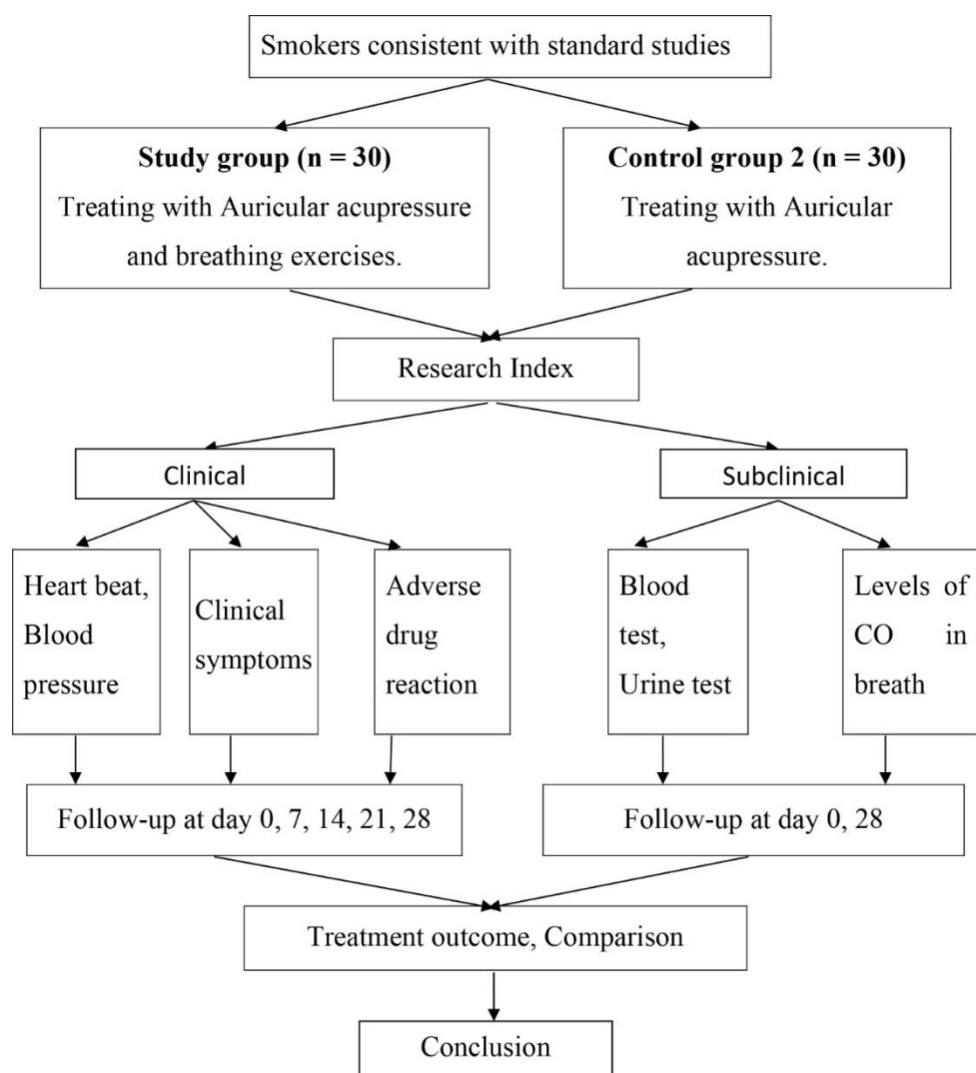 Smokers consistent with standard studies
Study group (n = 30)
Treating with Auricular acupressure
and breathing exercises.
Control group 2 (n = 30)
Treating with Auricular
acupressure.
Research Index
Clinical
Subclinical
Heart beat,
Blood
pressure
Clinical
symptoms
Adverse
drug
reaction
Blood
test,
Urine test
Levels of
CO in
breath
Follow-up at day 0, 7, 14, 21, 28
Follow-up at day 0, 28
Treatment outcome, Comparison
Conclusion